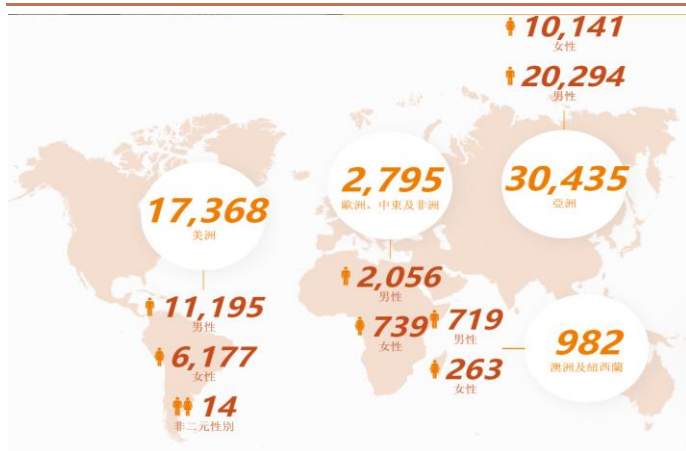 10,141
女性
20,294
男性
30,435
亞洲
2,795
歐洲、中東及非洲
17,368
美洲
2,056
男性
739
女性
11,195
男性
6,177
女性
14
非二元性別
719
男性
263
女性
982
澳洲及紐西蘭